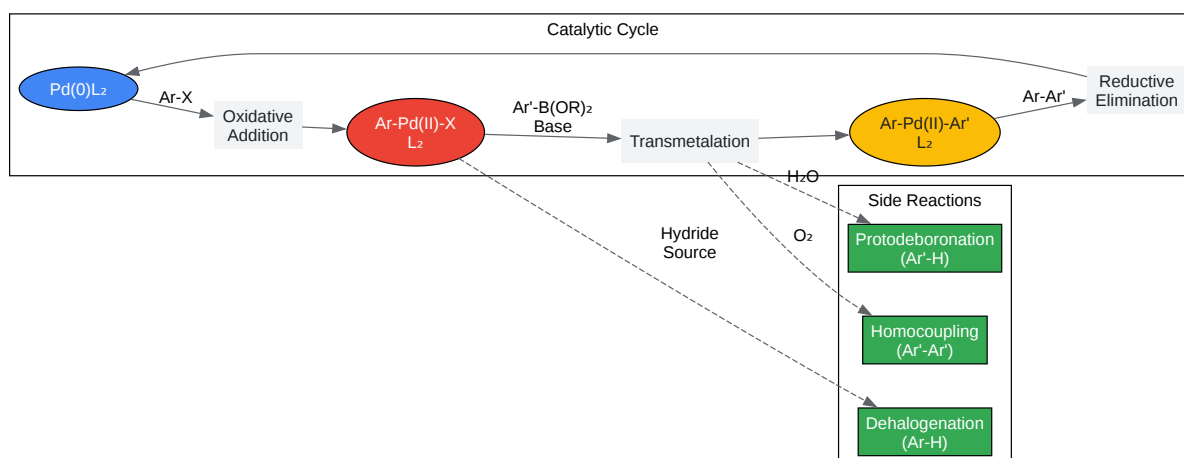 Catalytic Cycle
Pd(0)L₂
Ar-X
Oxidative
Addition
Ar-Pd(II)-X
L₂
Ar'-B(OR)₂
Base
Transmetalation
Ar-Pd(II)-Ar'
L₂
Ar-Ar'
Reductive
Elimination
H₂O
O₂
Hydride
Source
Side Reactions
Protodeboronation
(Ar'-H)
Homocoupling
(Ar'-Ar')
Dehalogenation
(Ar-H)